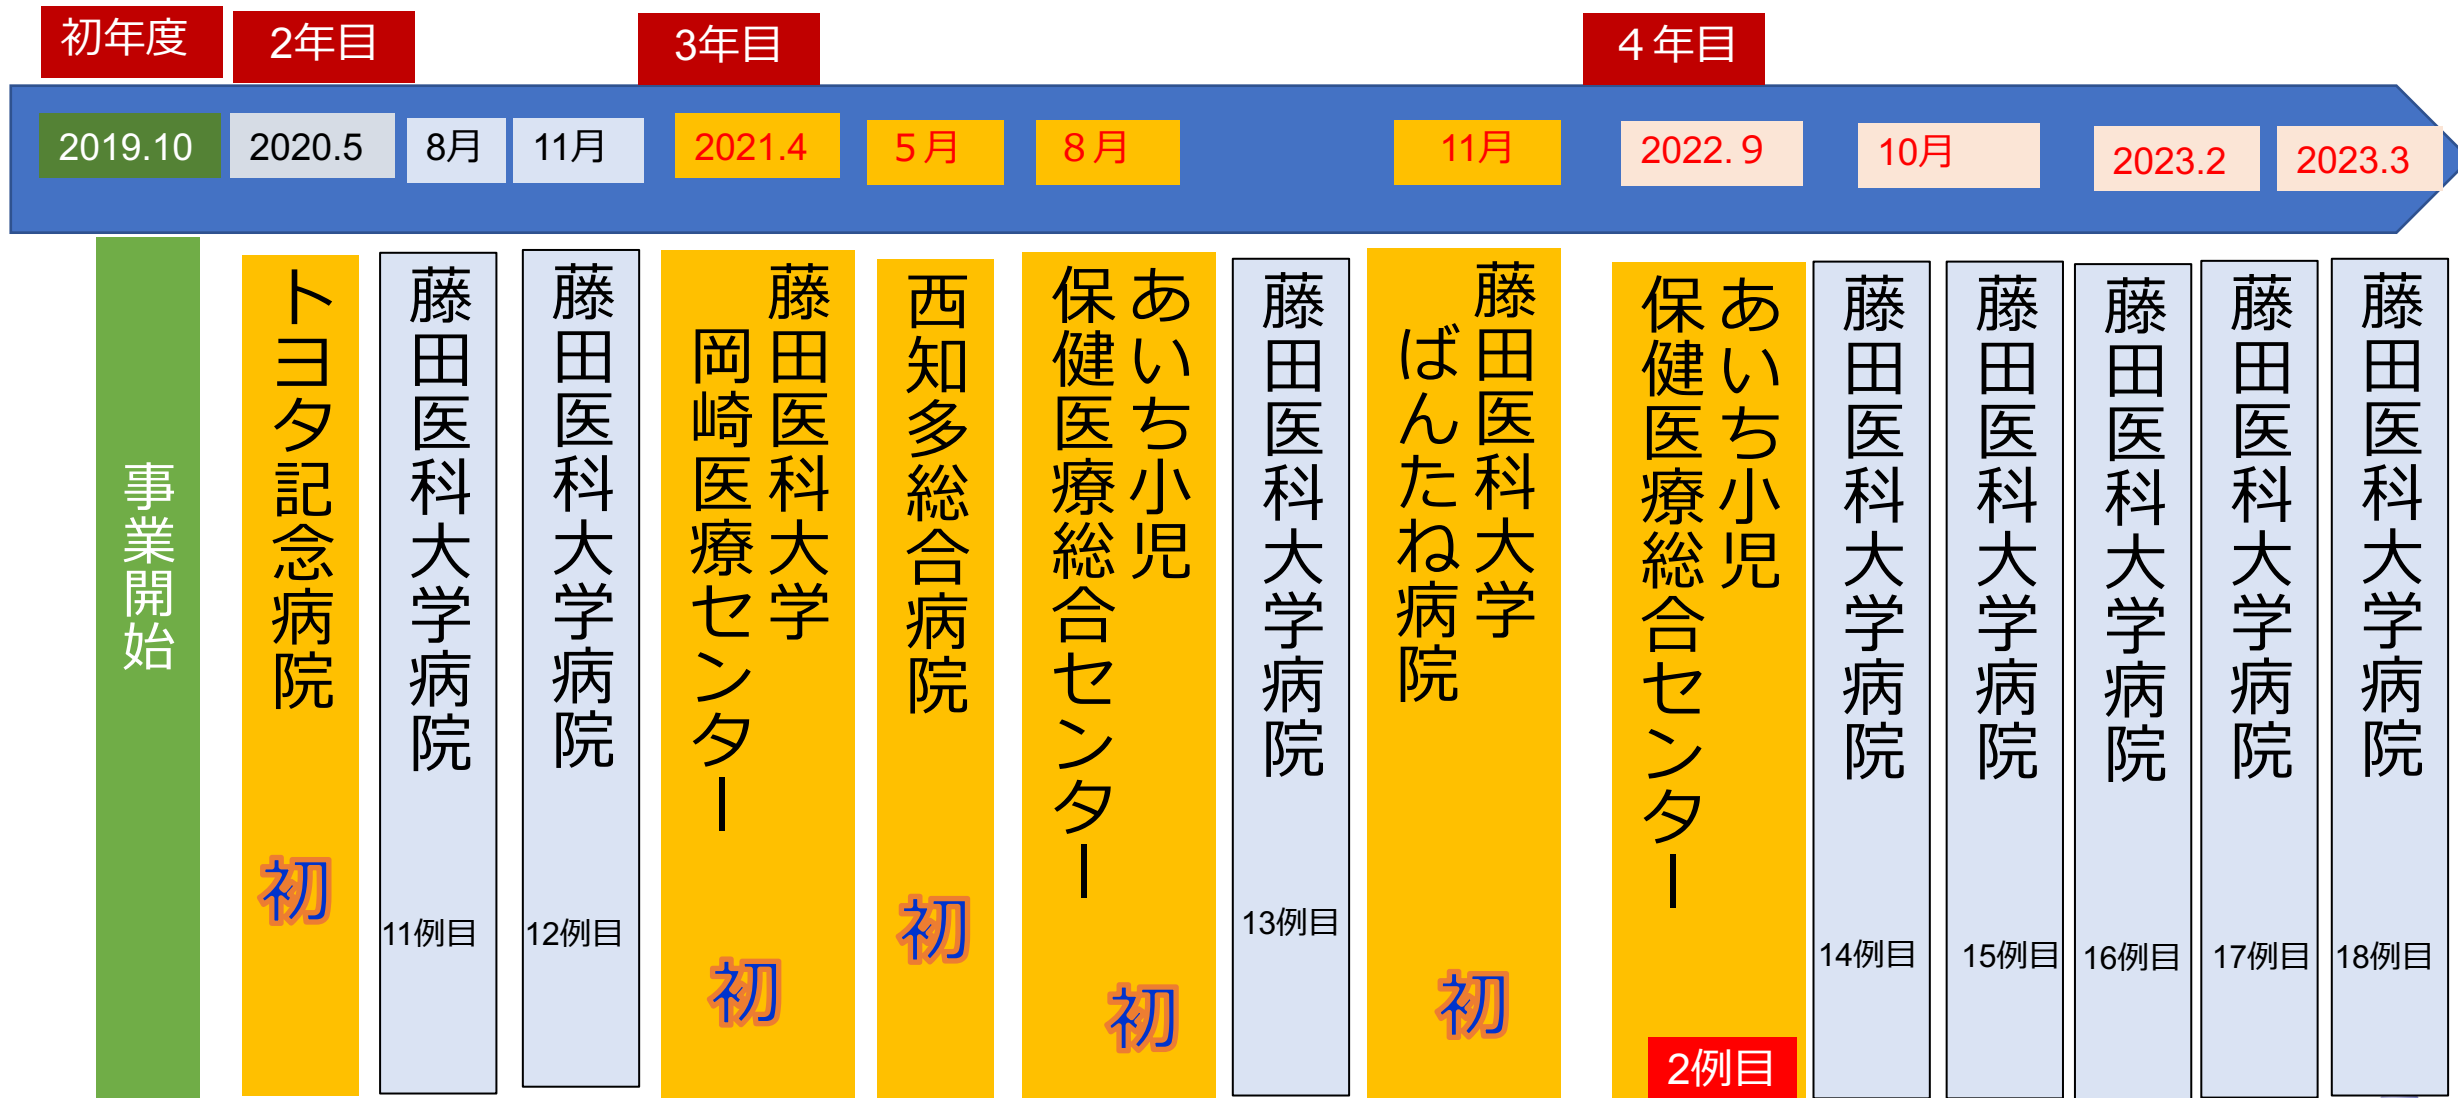 初年度
2年目
3年目
４年目
2019.10
2020.5
8月
11月
2021.4
５月
８月
11月
2022.９
10月
2023.2
2023.3
事業開始
トヨタ記念病院
初
藤田医科大学病院
11例目
藤田医科大学病院
12例目
藤田医科大学
岡崎医療センター
初
西知多総合病院
初
あいち小児
保健医療総合センター
初
藤田医科大学病院
13例目
藤田医科大学
ばんたね病院
初
あいち小児
保健医療総合センター
2例目
藤田医科大学病院
14例目
藤田医科大学病院
15例目
藤田医科大学病院
16例目
藤田医科大学病院
17例目
藤田医科大学病院
18例目